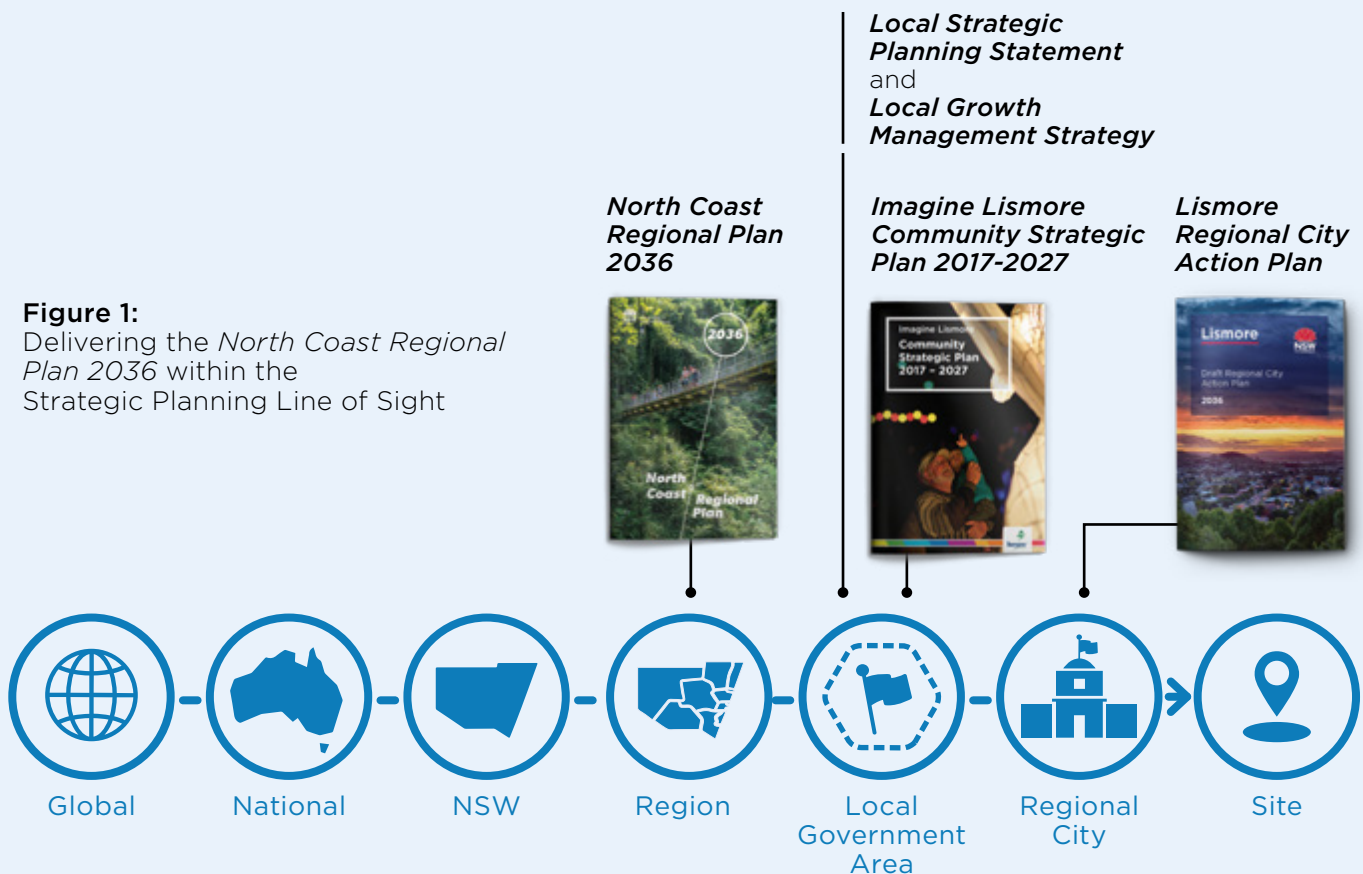 Local Strategic
Planning Statement
and
Local Growth
Management Strategy
North Coast
Regional Plan
2036
Imagine Lismore
Community Strategic
Plan 2017-2027
Lismore
Regional City
Action Plan
Figure 1:
Delivering the North Coast Regional
Plan 2036 within the
Strategic Planning Line of Sight
2036
North
Coast
Regional
Plan
Imagine Lismore
Community
Strategic Plan
2017 - 2027
Lismore
NSW
Draft Regional City
Action Plan
2036
Global
National
NSW
Region
Local
Government
Area
Regional
City
Site